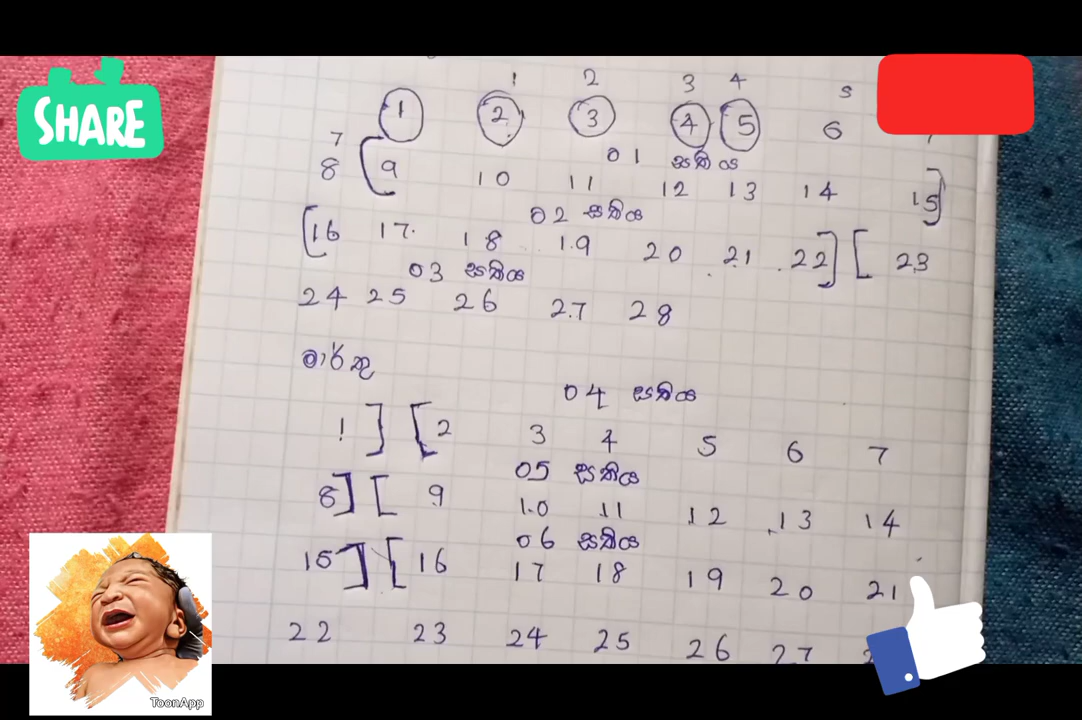 SHARE
1 2 3 4 5
1 2 3 4 5 6
7
01 සතිය
8 [9 10 11 12 13 14 15]
02 සතිය
[16 17 18 19 20 21 22] [23
03 සතිය
24 25 26 27 28
මාර්තු
04 සතිය
1] [2 3 4 5 6 7
05 සතිය
8] [9 10 11 12 13 14
06 සතිය
15] [16 17 18 19 20 21
22 23 24 25 26 27
ToonApp